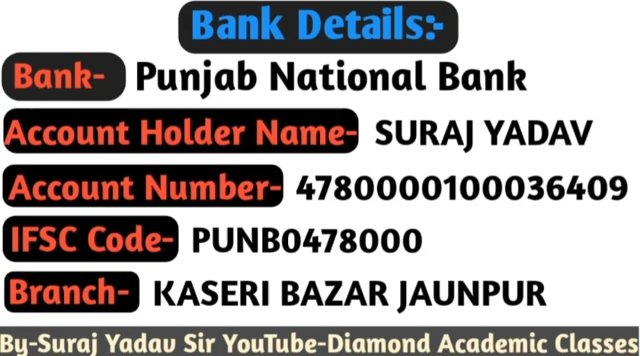 Bank Details:-
Bank- Punjab National Bank
Account Holder Name- SURAJ YADAV
Account Number- 4780000100036409
IFSC Code- PUNB0478000
Branch- KASERI BAZAR JAUNPUR
By-Suraj Yadav Sir YouTube-Diamond Academic Classes